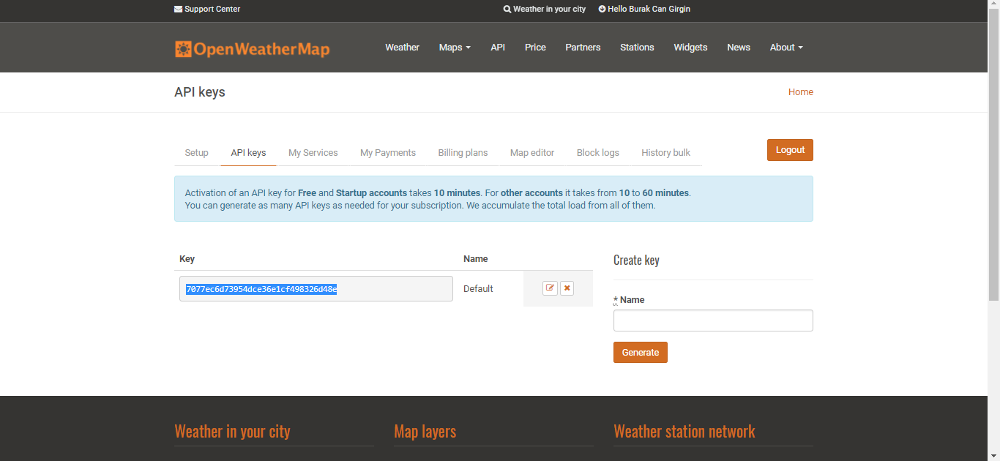 Support Center
Weather in your city
Hello Burak Can Girgin
OpenWeatherMap
Weather
Maps
API
Price
Partners
Stations
Widgets
News
About
API keys
Home
Setup
API keys
My Services
My Payments
Billing plans
Map editor
Block logs
History bulk
Logout
Activation of an API key for Free and Startup accounts takes 10 minutes. For other accounts it takes from 10 to 60 minutes.
You can generate as many API keys as needed for your subscription. We accumulate the total load from all of them.
Key
Name
7077ec6d73954dce36e1cf498326d48e
Default
Create key
* Name
Generate
Weather in your city
Map layers
Weather station network